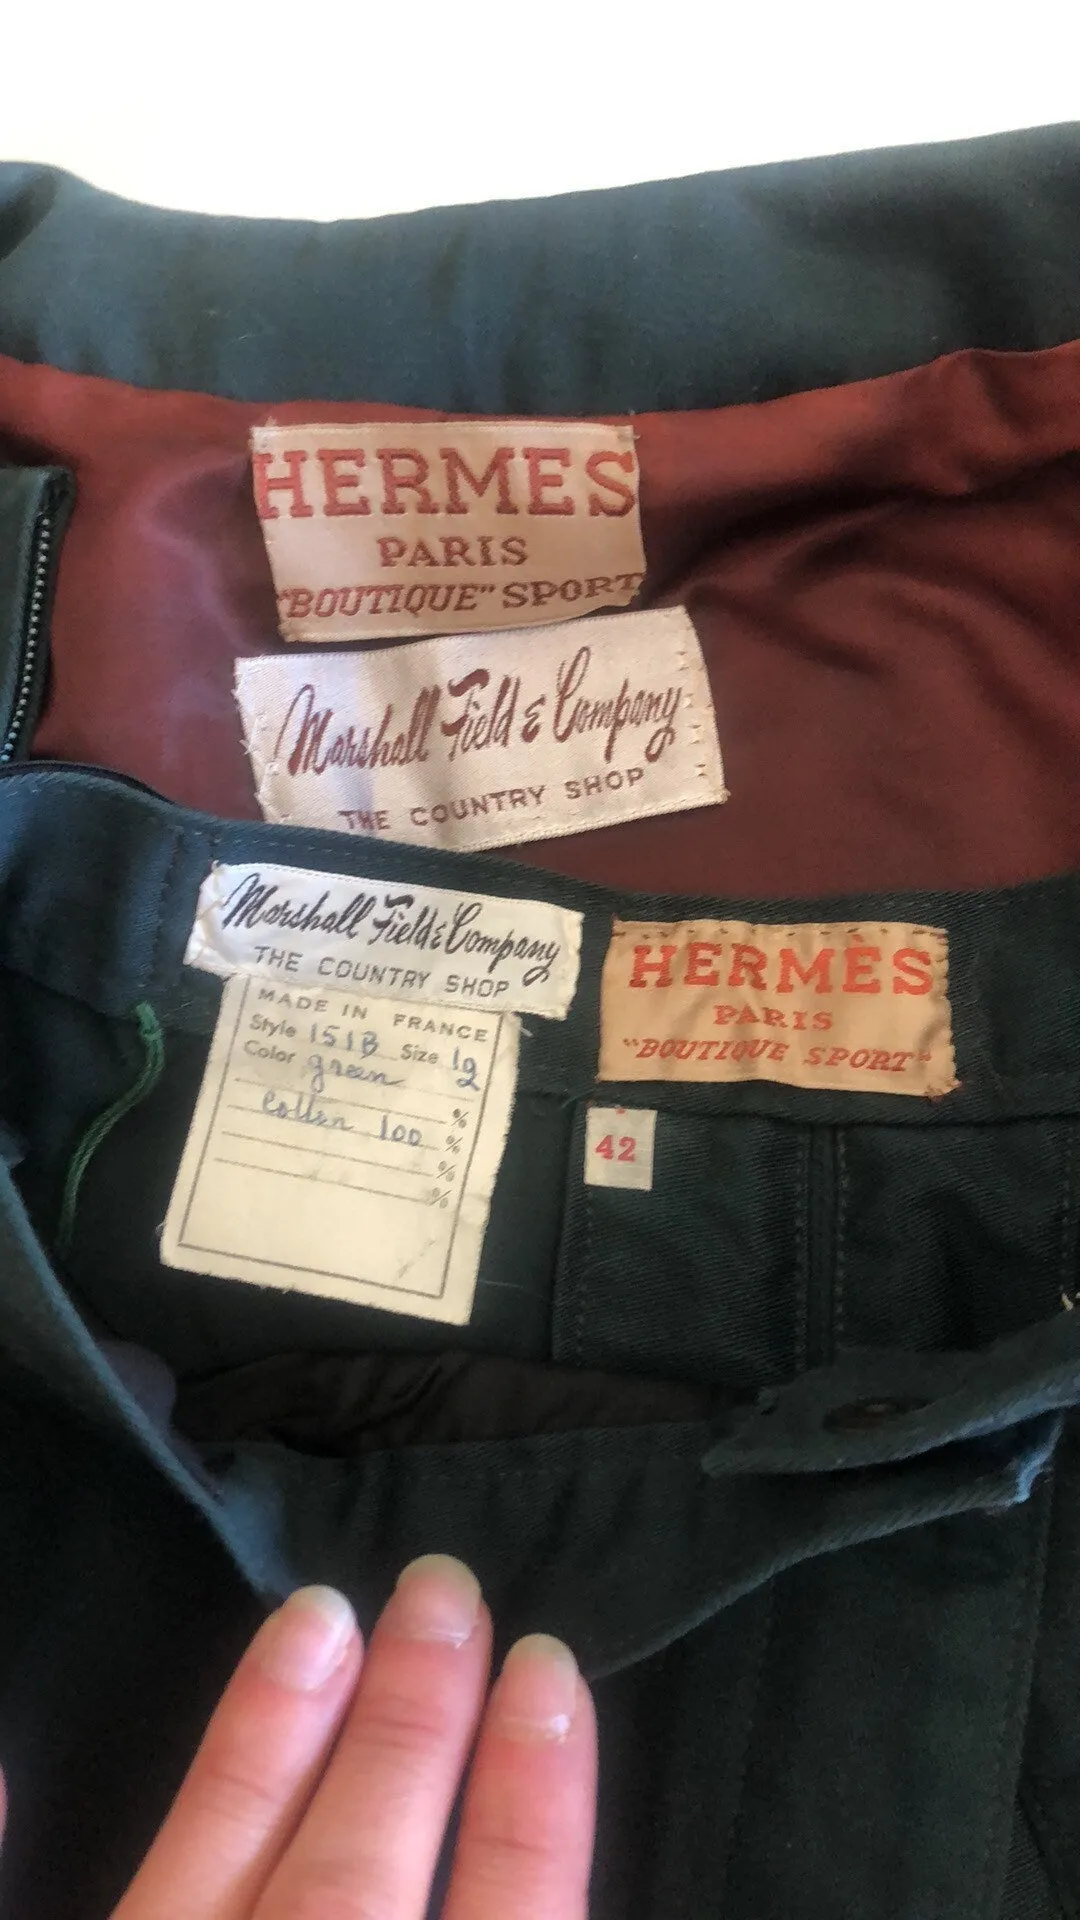 HERMES
PARIS
"BOUTIQUE" SPORT
Marshall Field & Company
THE COUNTRY SHOP
Marshall Field & Company
THE COUNTRY SHOP
MADE IN FRANCE
Style 151B Size 12
Color green
%
Cotton 100 %
%
%
HERMÈS
PARIS
"BOUTIQUE SPORT"
42